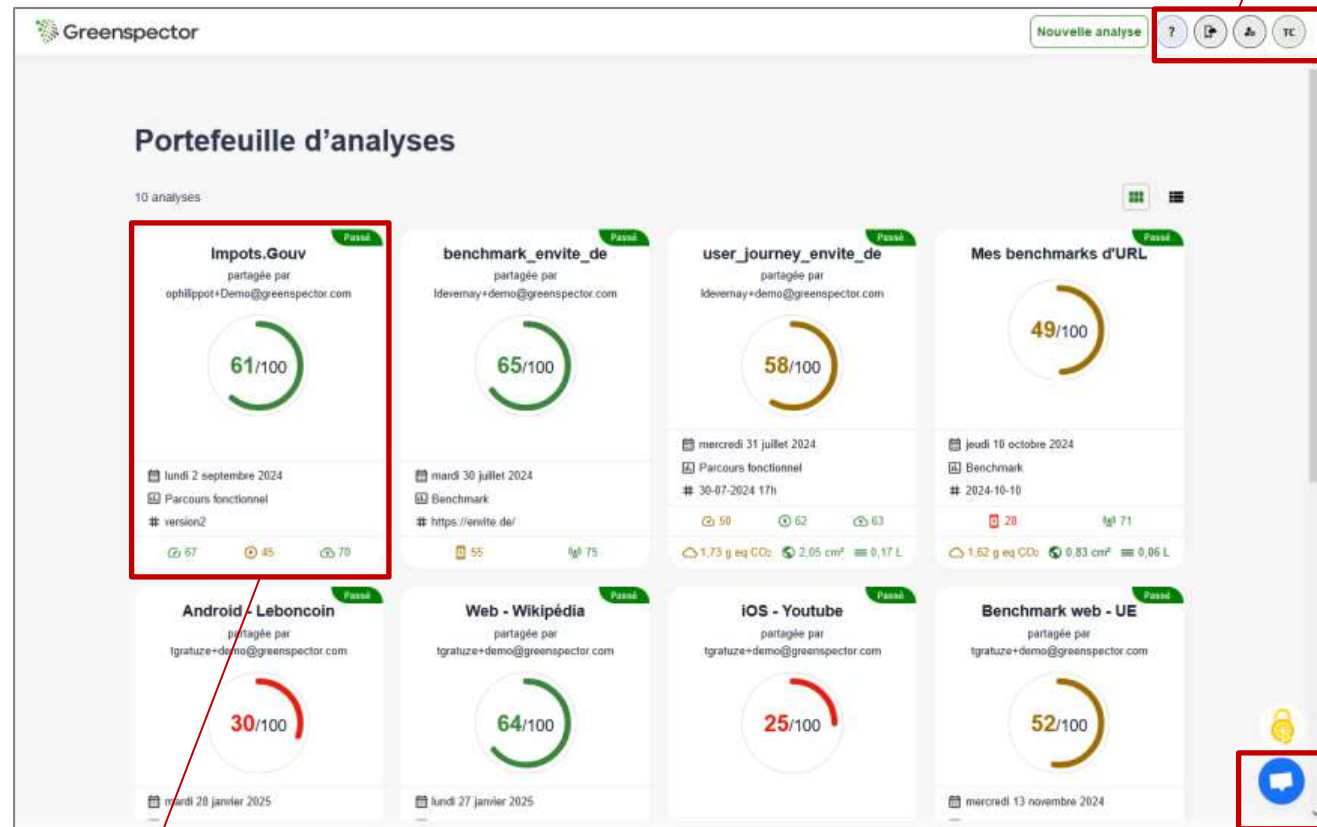 Greenspector
Nouvelle analyse
?
TC
Portefeuille d'analyses
10 analyses
Passé
Impots.Gouv
partagée par
ophilippot+Demo@greenspector.com
61/100
lundi 2 septembre 2024
Parcours fonctionnel
# version2
67 45 70
Passé
benchmark_envite_de
partagée par
ldevernay+demo@greenspector.com
65/100
mardi 30 juillet 2024
Benchmark
# https://envite.de/
55 75
Passé
user_journey_envite_de
partagée par
ldevernay+demo@greenspector.com
58/100
mercredi 31 juillet 2024
Parcours fonctionnel
# 30-07-2024 17h
50 62 63
1,73 g eq CO₂ 2,05 cm² 0,17 L
Passé
Mes benchmarks d'URL
49/100
jeudi 10 octobre 2024
Benchmark
# 2024-10-10
28 71
1,62 g eq CO₂ 0,83 cm² 0,06 L
Passé
Android - Leboncoin
partagée par
tgratuze+demo@greenspector.com
30/100
mardi 28 janvier 2025
Passé
Web - Wikipédia
partagée par
tgratuze+demo@greenspector.com
64/100
lundi 27 janvier 2025
Passé
iOS - Youtube
partagée par
tgratuze+demo@greenspector.com
25/100
Passé
Benchmark web - UE
partagée par
tgratuze+demo@greenspector.com
52/100
mercredi 13 novembre 2024